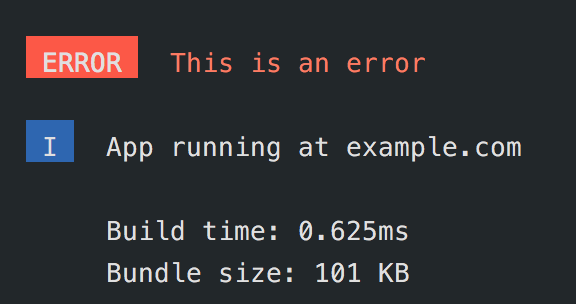 ERROR This is an error
I App running at example.com
Build time: 0.625ms
Bundle size: 101 KB